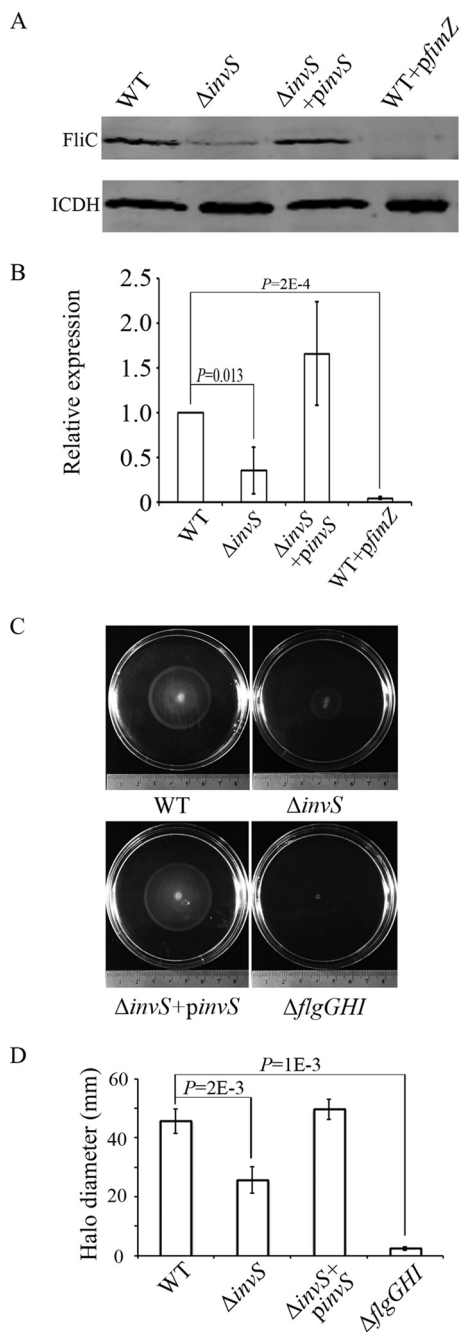 A
WT
ΔinvS
ΔinvS
+pinvS
WT+pfimZ
FliC
ICDH
B
Relative expression
2.5
2.0
1.5
1.0
0.5
0
P=2E-4
P=0.013
WT
ΔinvS
ΔinvS
+pinvS
WT+pfimZ
C
WT
ΔinvS
ΔinvS+pinvS
ΔflgGHI
D
Halo diameter (mm)
60
40
20
0
P=1E-3
P=2E-3
WT
ΔinvS
ΔinvS+
pinvS
ΔflgGHI